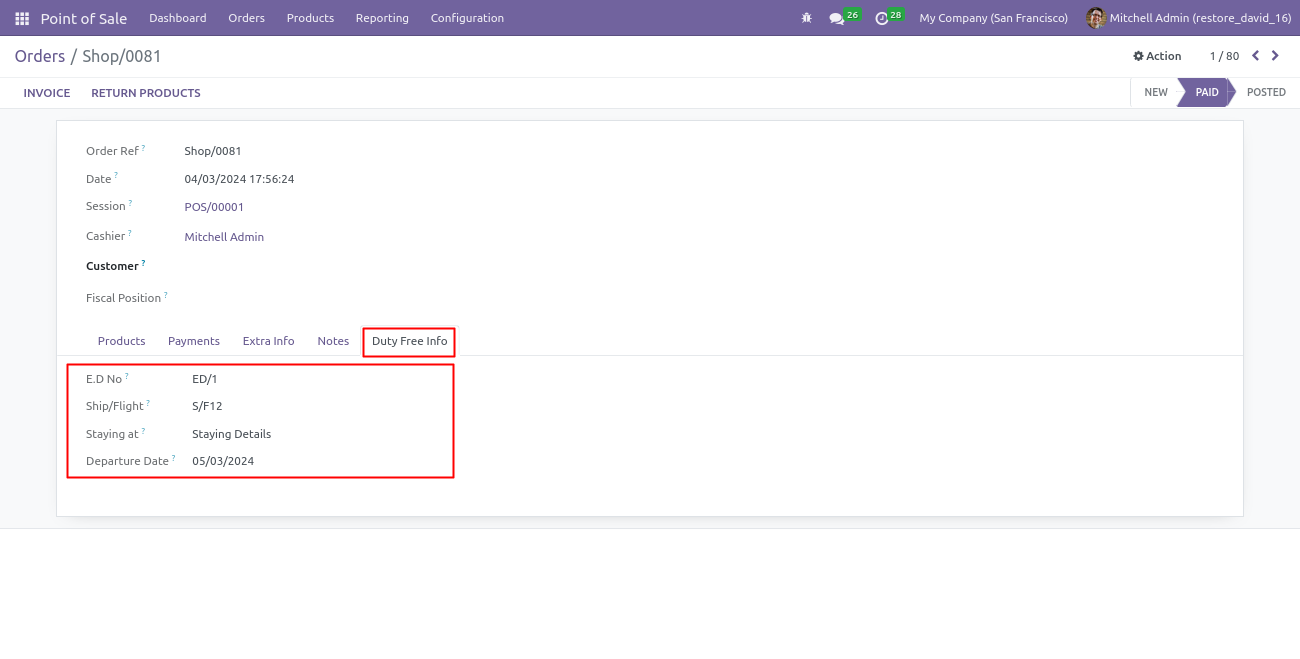 Point of Sale Dashboard Orders Products Reporting Configuration 26 28 My Company (San Francisco) Mitchell Admin (restore_david_16)
Orders / Shop/0081 Action 1 / 80
INVOICE RETURN PRODUCTS NEW PAID POSTED
Order Ref ? Shop/0081
Date ? 04/03/2024 17:56:24
Session ? POS/00001
Cashier ? Mitchell Admin
Customer ?
Fiscal Position ?
Products Payments Extra Info Notes Duty Free Info
E.D No ? ED/1
Ship/Flight ? S/F12
Staying at ? Staying Details
Departure Date ? 05/03/2024